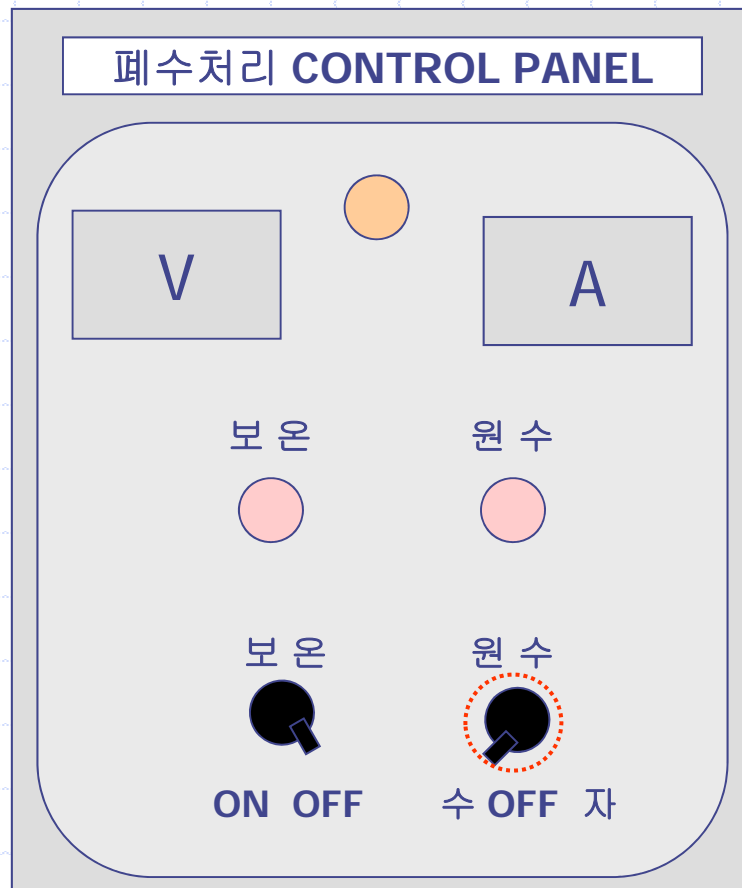 폐수처리 CONTROL PANEL
V A
보 온 원 수
보 온 원 수
ON OFF 수 OFF 자